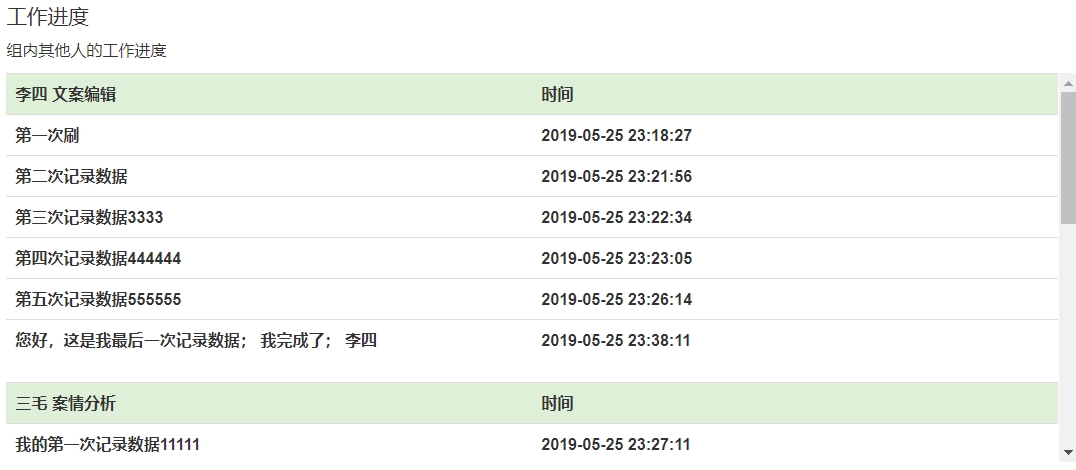 工作进度
组内其他人的工作进度
李四 文案编辑 时间
第一次刷 2019-05-25 23:18:27
第二次记录数据 2019-05-25 23:21:56
第三次记录数据3333 2019-05-25 23:22:34
第四次记录数据444444 2019-05-25 23:23:05
第五次记录数据555555 2019-05-25 23:26:14
您好，这是我最后一次记录数据； 我完成了； 李四 2019-05-25 23:38:11
三毛 案情分析 时间
我的第一次记录数据11111 2019-05-25 23:27:11